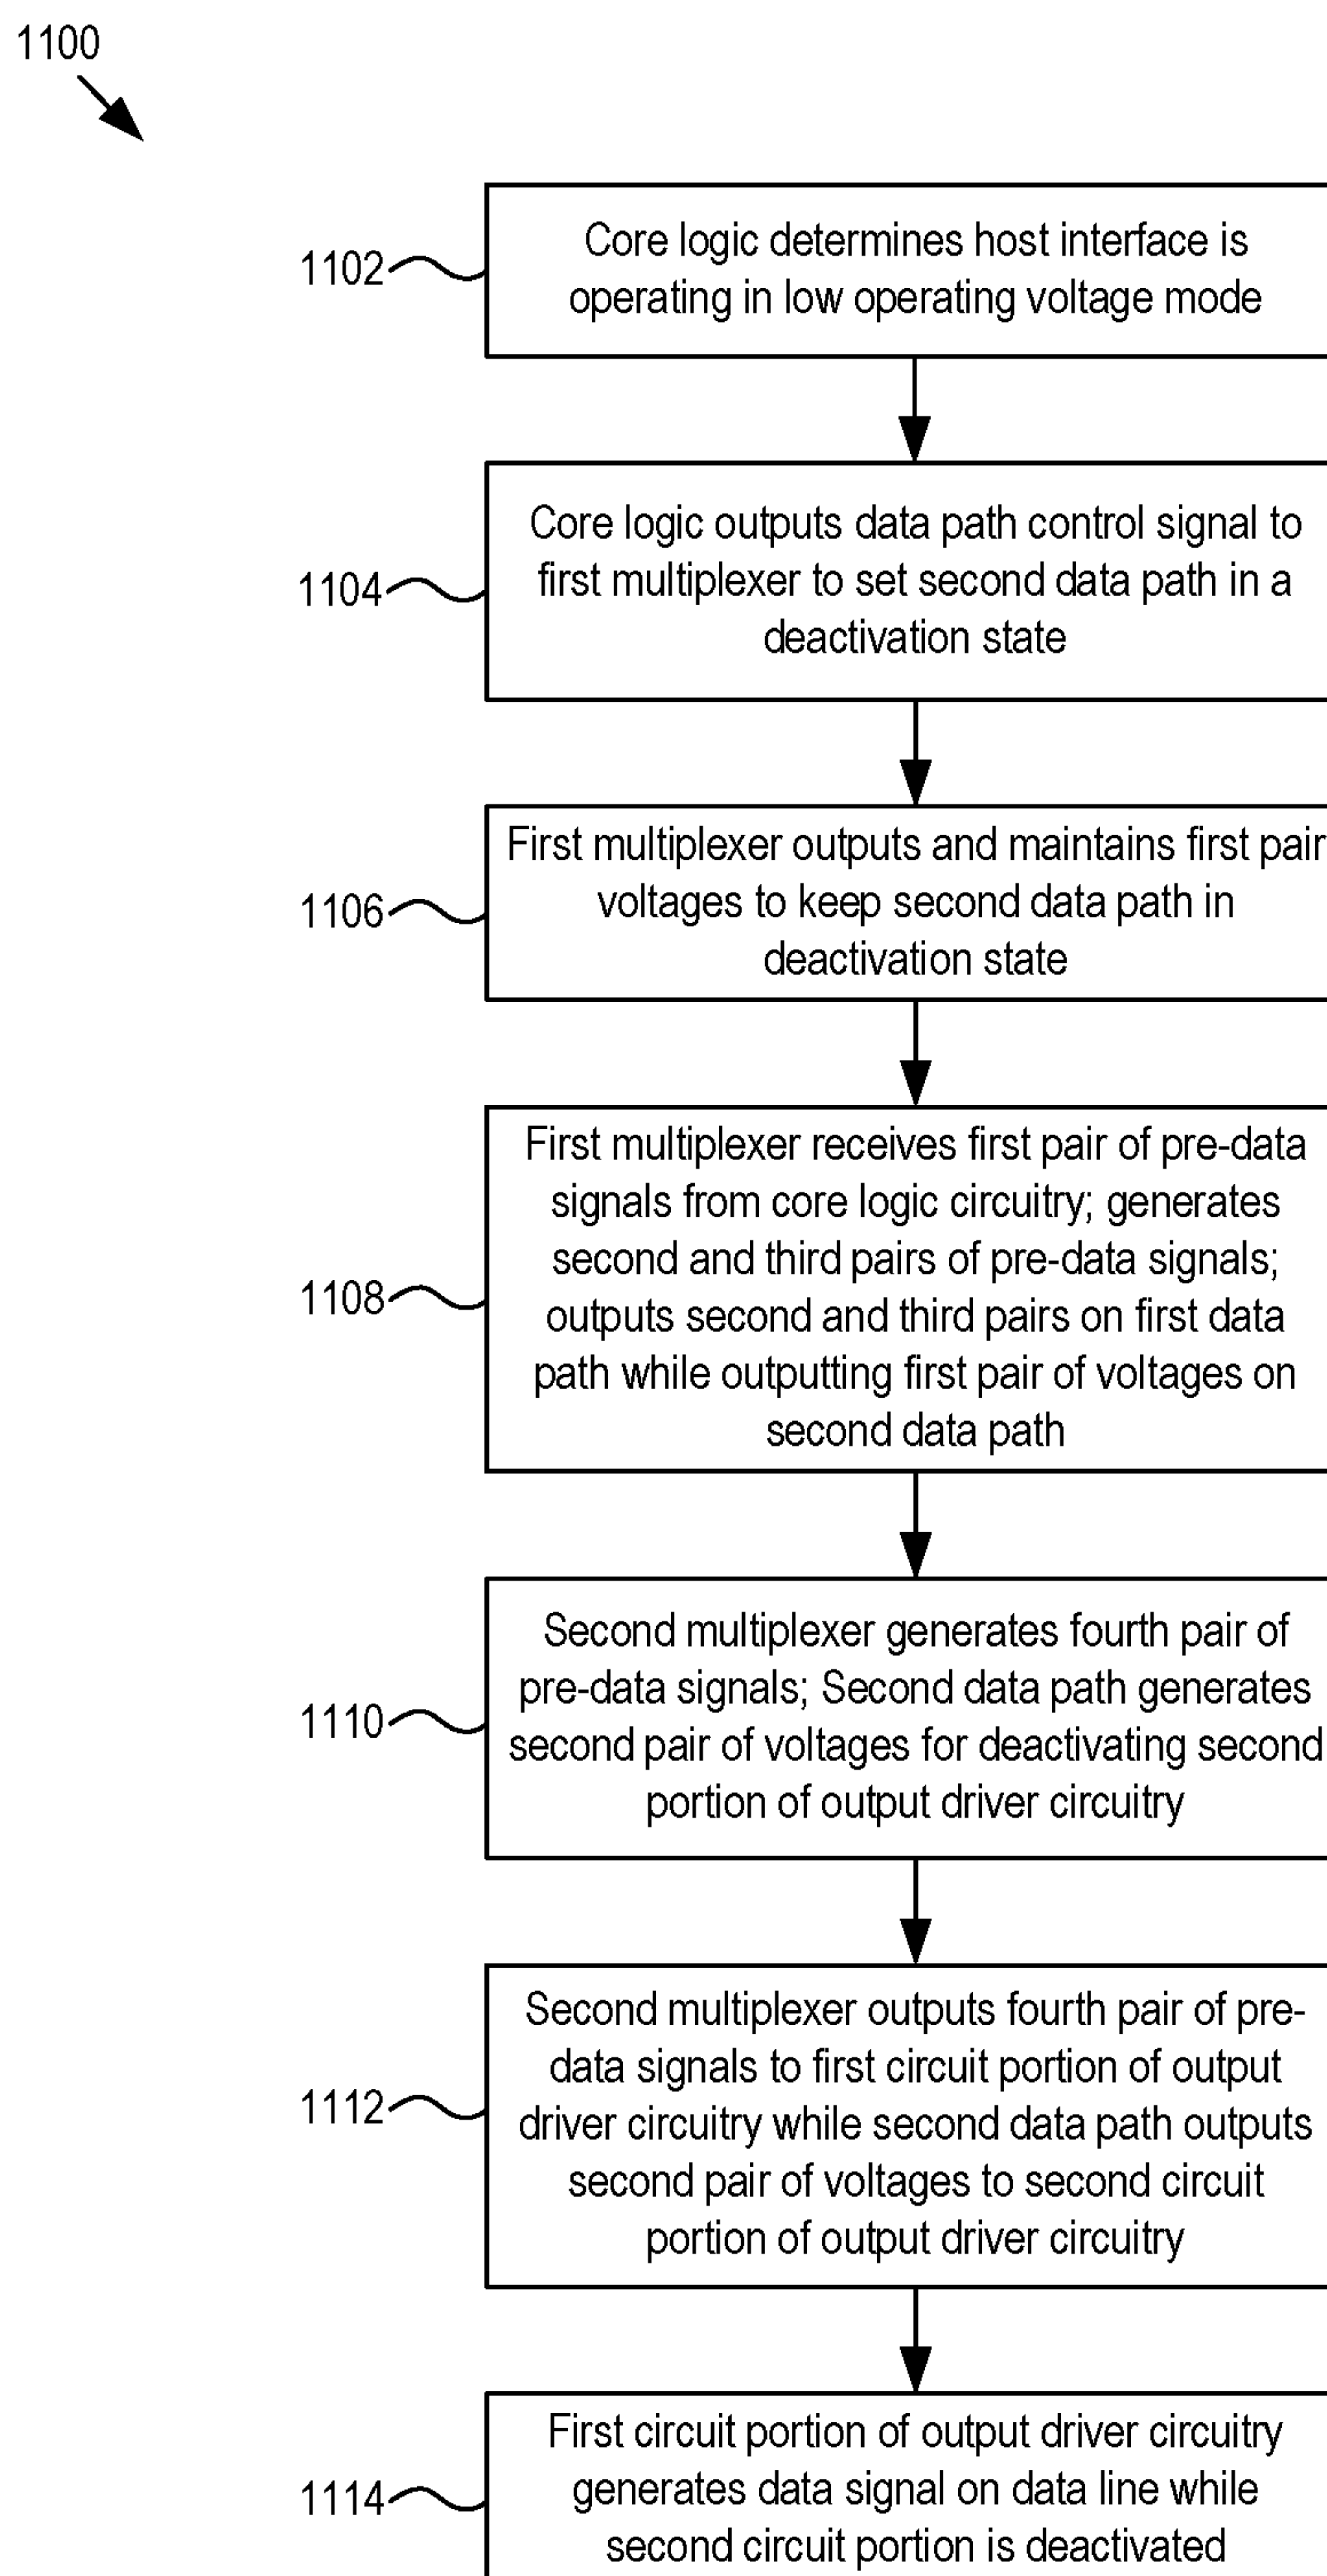 1100
1102
Core logic determines host interface is
operating in low operating voltage mode
1104
Core logic outputs data path control signal to
first multiplexer to set second data path in a
deactivation state
1106
First multiplexer outputs and maintains first pair
voltages to keep second data path in
deactivation state
1108
First multiplexer receives first pair of pre-data
signals from core logic circuitry; generates
second and third pairs of pre-data signals;
outputs second and third pairs on first data
path while outputting first pair of voltages on
second data path
1110
Second multiplexer generates fourth pair of
pre-data signals; Second data path generates
second pair of voltages for deactivating second
portion of output driver circuitry
1112
Second multiplexer outputs fourth pair of pre-
data signals to first circuit portion of output
driver circuitry while second data path outputs
second pair of voltages to second circuit
portion of output driver circuitry
1114
First circuit portion of output driver circuitry
generates data signal on data line while
second circuit portion is deactivated